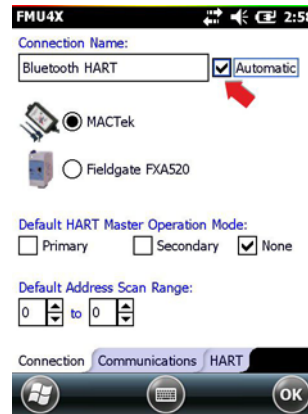 FMU4X 2:58
Connection Name:
Bluetooth HART Automatic
MACTek
Fieldgate FXA520
Default HART Master Operation Mode:
Primary Secondary None
Default Address Scan Range:
0 to 0
Connection Communications HART
OK